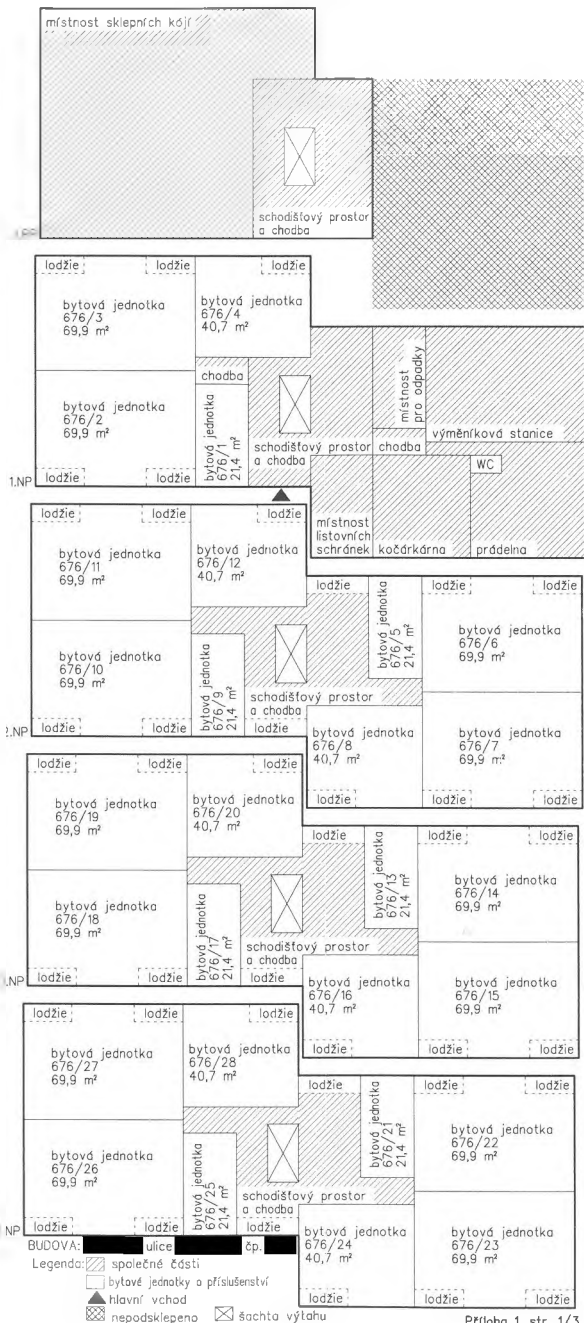 místnost sklepních kójí
schodišťový prostor
a chodba
lodžie lodžie lodžie
bytová jednotka
676/3
69,9 m²
bytová jednotka
676/4
40,7 m²
chodba
bytová jednotka
676/2
69,9 m²
bytová jednotka
676/1
21,4 m²
schodišťový prostor
a chodba
chodba
místnost
pro odpadky
výměníková stanice
WC
lodžie lodžie
1.NP
místnost
listovních
schránek
kočárkárna
prádelna
lodžie lodžie lodžie
bytová jednotka
676/11
69,9 m²
bytová jednotka
676/12
40,7 m²
lodžie lodžie lodžie
bytová jednotka
676/5
21,4 m²
bytová jednotka
676/6
69,9 m²
bytová jednotka
676/10
69,9 m²
bytová jednotka
676/9
21,4 m²
schodišťový prostor
a chodba
bytová jednotka
676/8
40,7 m²
bytová jednotka
676/7
69,9 m²
lodžie lodžie lodžie
2.NP
lodžie lodžie lodžie
lodžie lodžie lodžie
bytová jednotka
676/19
69,9 m²
bytová jednotka
676/20
40,7 m²
lodžie lodžie lodžie
bytová jednotka
676/13
21,4 m²
bytová jednotka
676/14
69,9 m²
bytová jednotka
676/18
69,9 m²
bytová jednotka
676/17
21,4 m²
schodišťový prostor
a chodba
bytová jednotka
676/16
40,7 m²
bytová jednotka
676/15
69,9 m²
lodžie lodžie lodžie
.NP
lodžie lodžie lodžie
lodžie lodžie lodžie
bytová jednotka
676/27
69,9 m²
bytová jednotka
676/28
40,7 m²
lodžie lodžie lodžie
bytová jednotka
676/21
21,4 m²
bytová jednotka
676/22
69,9 m²
bytová jednotka
676/26
69,9 m²
bytová jednotka
676/25
21,4 m²
schodišťový prostor
a chodba
bytová jednotka
676/24
40,7 m²
bytová jednotka
676/23
69,9 m²
lodžie lodžie lodžie
NP
lodžie lodžie lodžie
BUDOVA: ulice čp.
Legenda: společné části
bytové jednotky a příslušenství
hlavní vchod
nepodsklepeno šachta výtahu
Příloha 1 str. 1/3